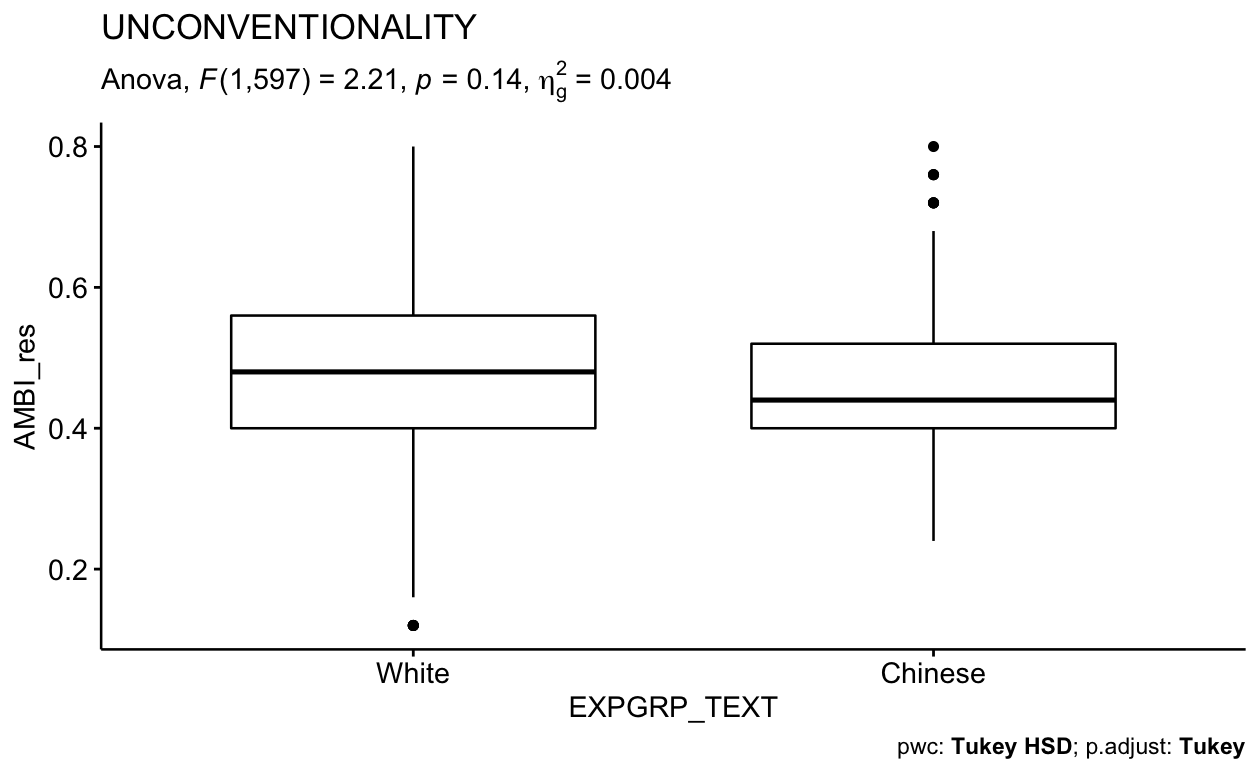 UNCONVENTIONALITY
Anova, F(1,597) = 2.21, p = 0.14, η²g = 0.004
0.8
0.6
0.4
0.2
AMBI_res
White
Chinese
EXPGRP_TEXT
pwc: Tukey HSD; p.adjust: Tukey